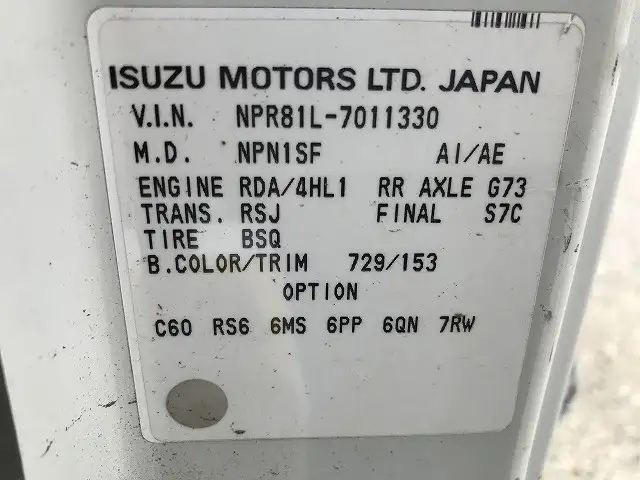 ISUZU MOTORS LTD. JAPAN
V.I.N. NPR81L-7011330
M.D. NPN1SF AI/AE
ENGINE RDA/4HL1 RR AXLE G73
TRANS. RSJ FINAL S7C
TIRE BSQ
B.COLOR/TRIM 729/153
OPTION
C60 RS6 6MS 6PP 6QN 7RW